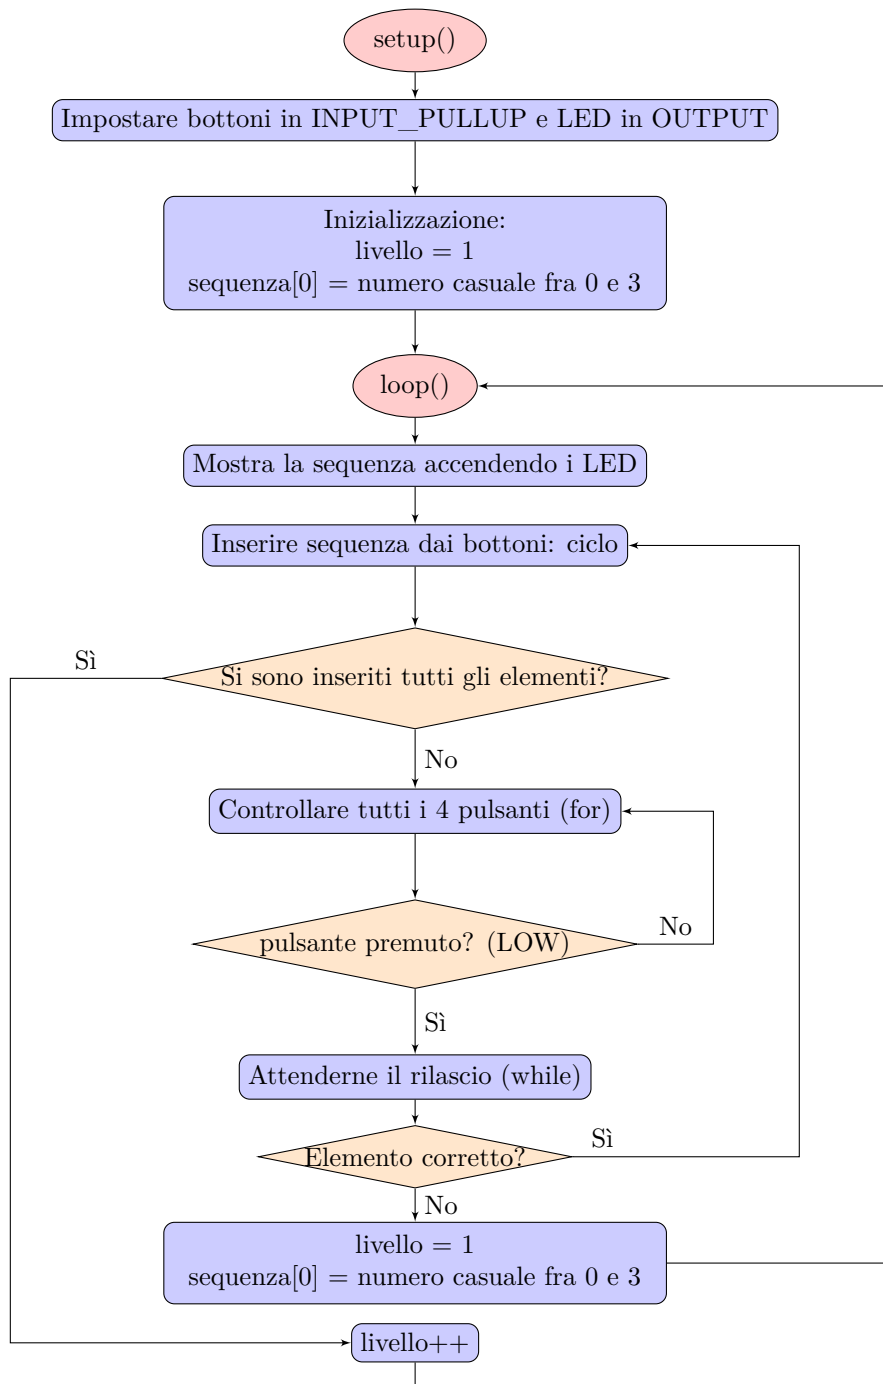 setup()
Impostare bottoni in INPUT_PULLUP e LED in OUTPUT
Inizializzazione:
livello = 1
sequenza[0] = numero casuale fra 0 e 3
loop()
Mostra la sequenza accendendo i LED
Inserire sequenza dai bottoni: ciclo
Sì
Si sono inseriti tutti gli elementi?
No
Controllare tutti i 4 pulsanti (for)
pulsante premuto? (LOW)
No
Sì
Attenderne il rilascio (while)
Elemento corretto?
Sì
No
livello = 1
sequenza[0] = numero casuale fra 0 e 3
livello++